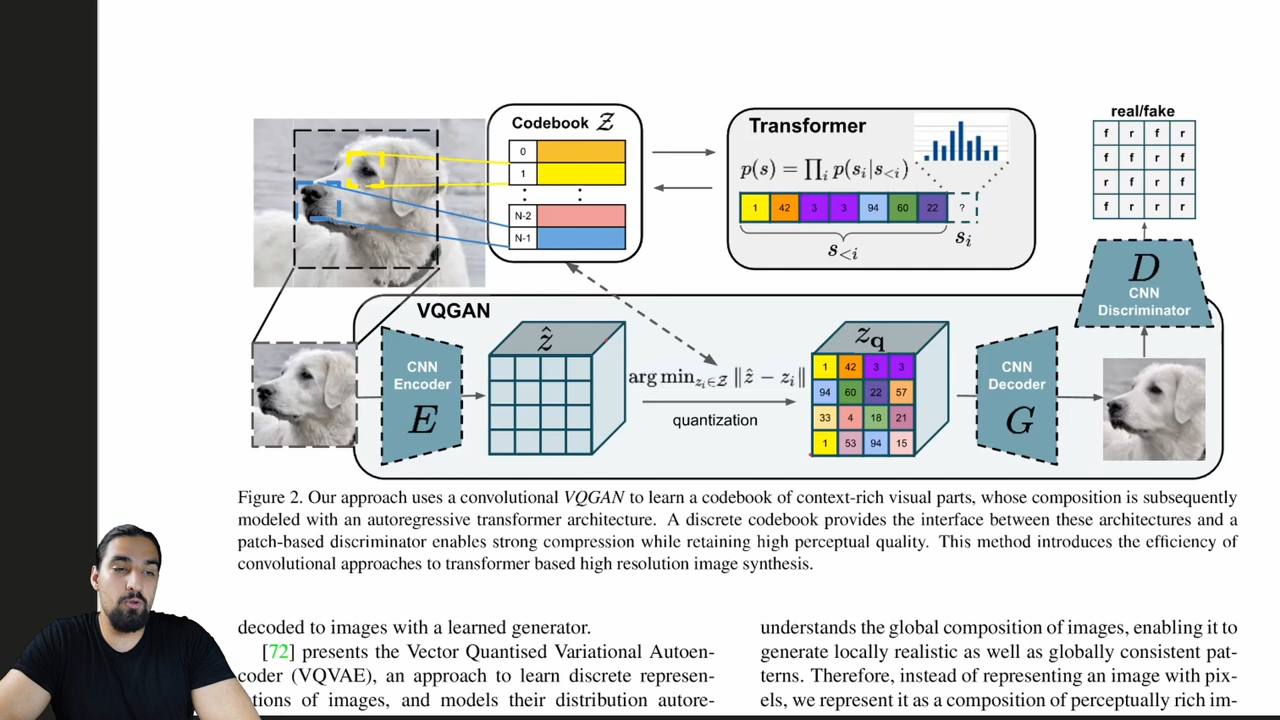 Codebook Z
0
1
N-2
N-1
Transformer
p(s) = ∏i p(si|s<i)
1 42 3 3 94 60 22 ?
s<i
si
real/fake
f r f r
f f r f
r f r f
f r r r
D
CNN
Discriminator
VQGAN
CNN
Encoder
E
ẑ
arg min zi∈Z ‖ẑ − zi‖
quantization
zq
1 42 3 3
94 60 22 57
33 4 18 21
1 53 94 15
CNN
Decoder
G
Figure 2. Our approach uses a convolutional VQGAN to learn a codebook of context-rich visual parts, whose composition is subsequently
modeled with an autoregressive transformer architecture. A discrete codebook provides the interface between these architectures and a
patch-based discriminator enables strong compression while retaining high perceptual quality. This method introduces the efficiency of
convolutional approaches to transformer based high resolution image synthesis.
decoded to images with a learned generator.
[72] presents the Vector Quantised Variational Autoen-
coder (VQVAE), an approach to learn discrete represen-
tions of images, and models their distribution autore-
understands the global composition of images, enabling it to
generate locally realistic as well as globally consistent pat-
terns. Therefore, instead of representing an image with pix-
els, we represent it as a composition of perceptually rich im-